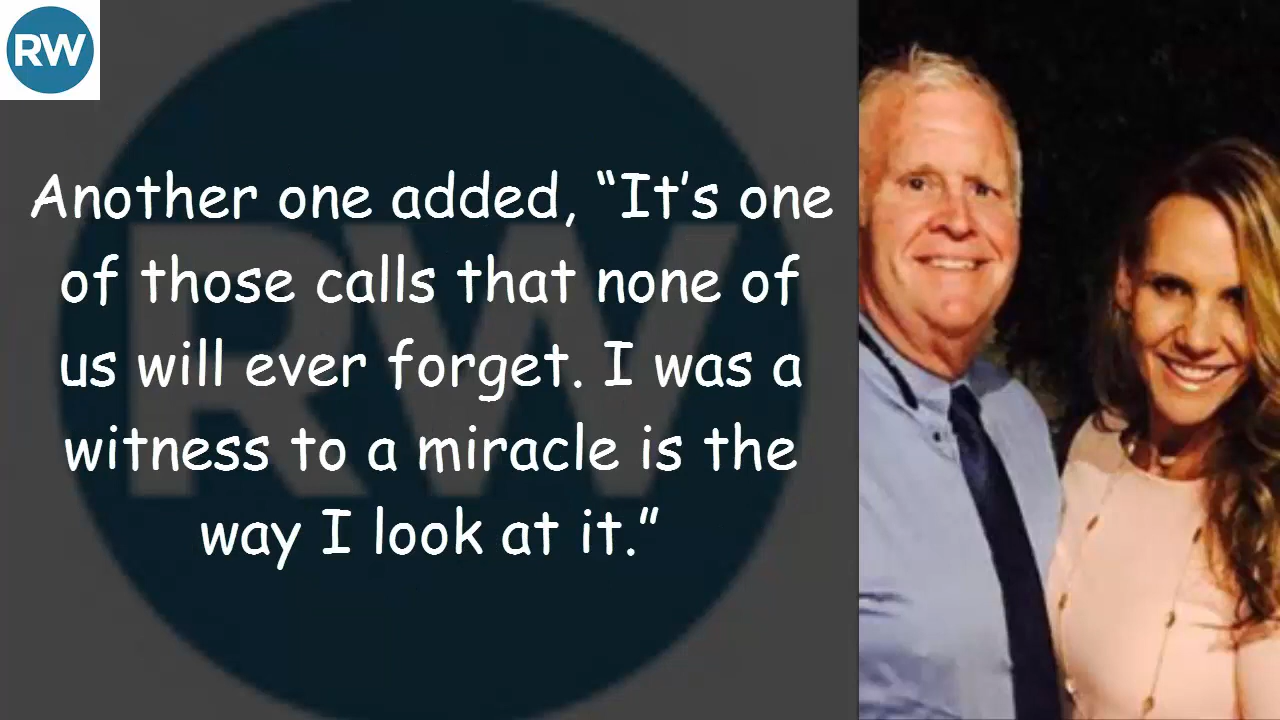 RW
Another one added, “It’s one
of those calls that none of
us will ever forget. I was a
witness to a miracle is the
way I look at it.”
RW